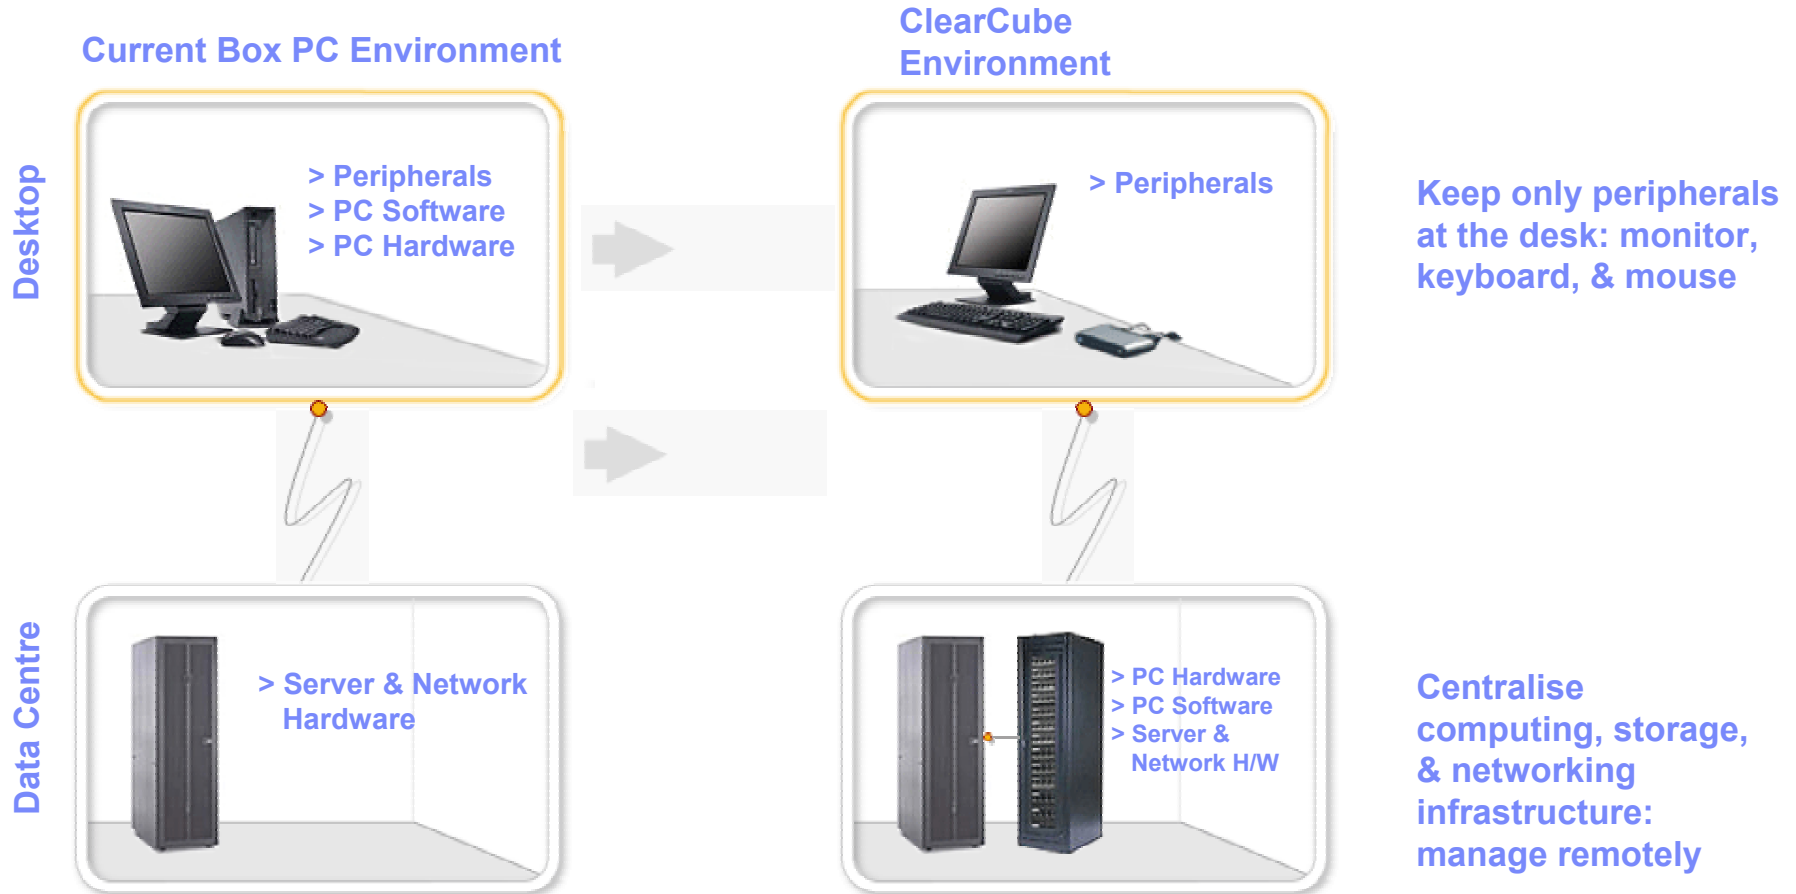 Current Box PC Environment
ClearCube
Environment
Desktop
> Peripherals
> PC Software
> PC Hardware
> Peripherals
Keep only peripherals
at the desk: monitor,
keyboard, & mouse
Data Centre
> Server & Network
Hardware
> PC Hardware
> PC Software
> Server &
Network H/W
Centralise
computing, storage,
& networking
infrastructure:
manage remotely